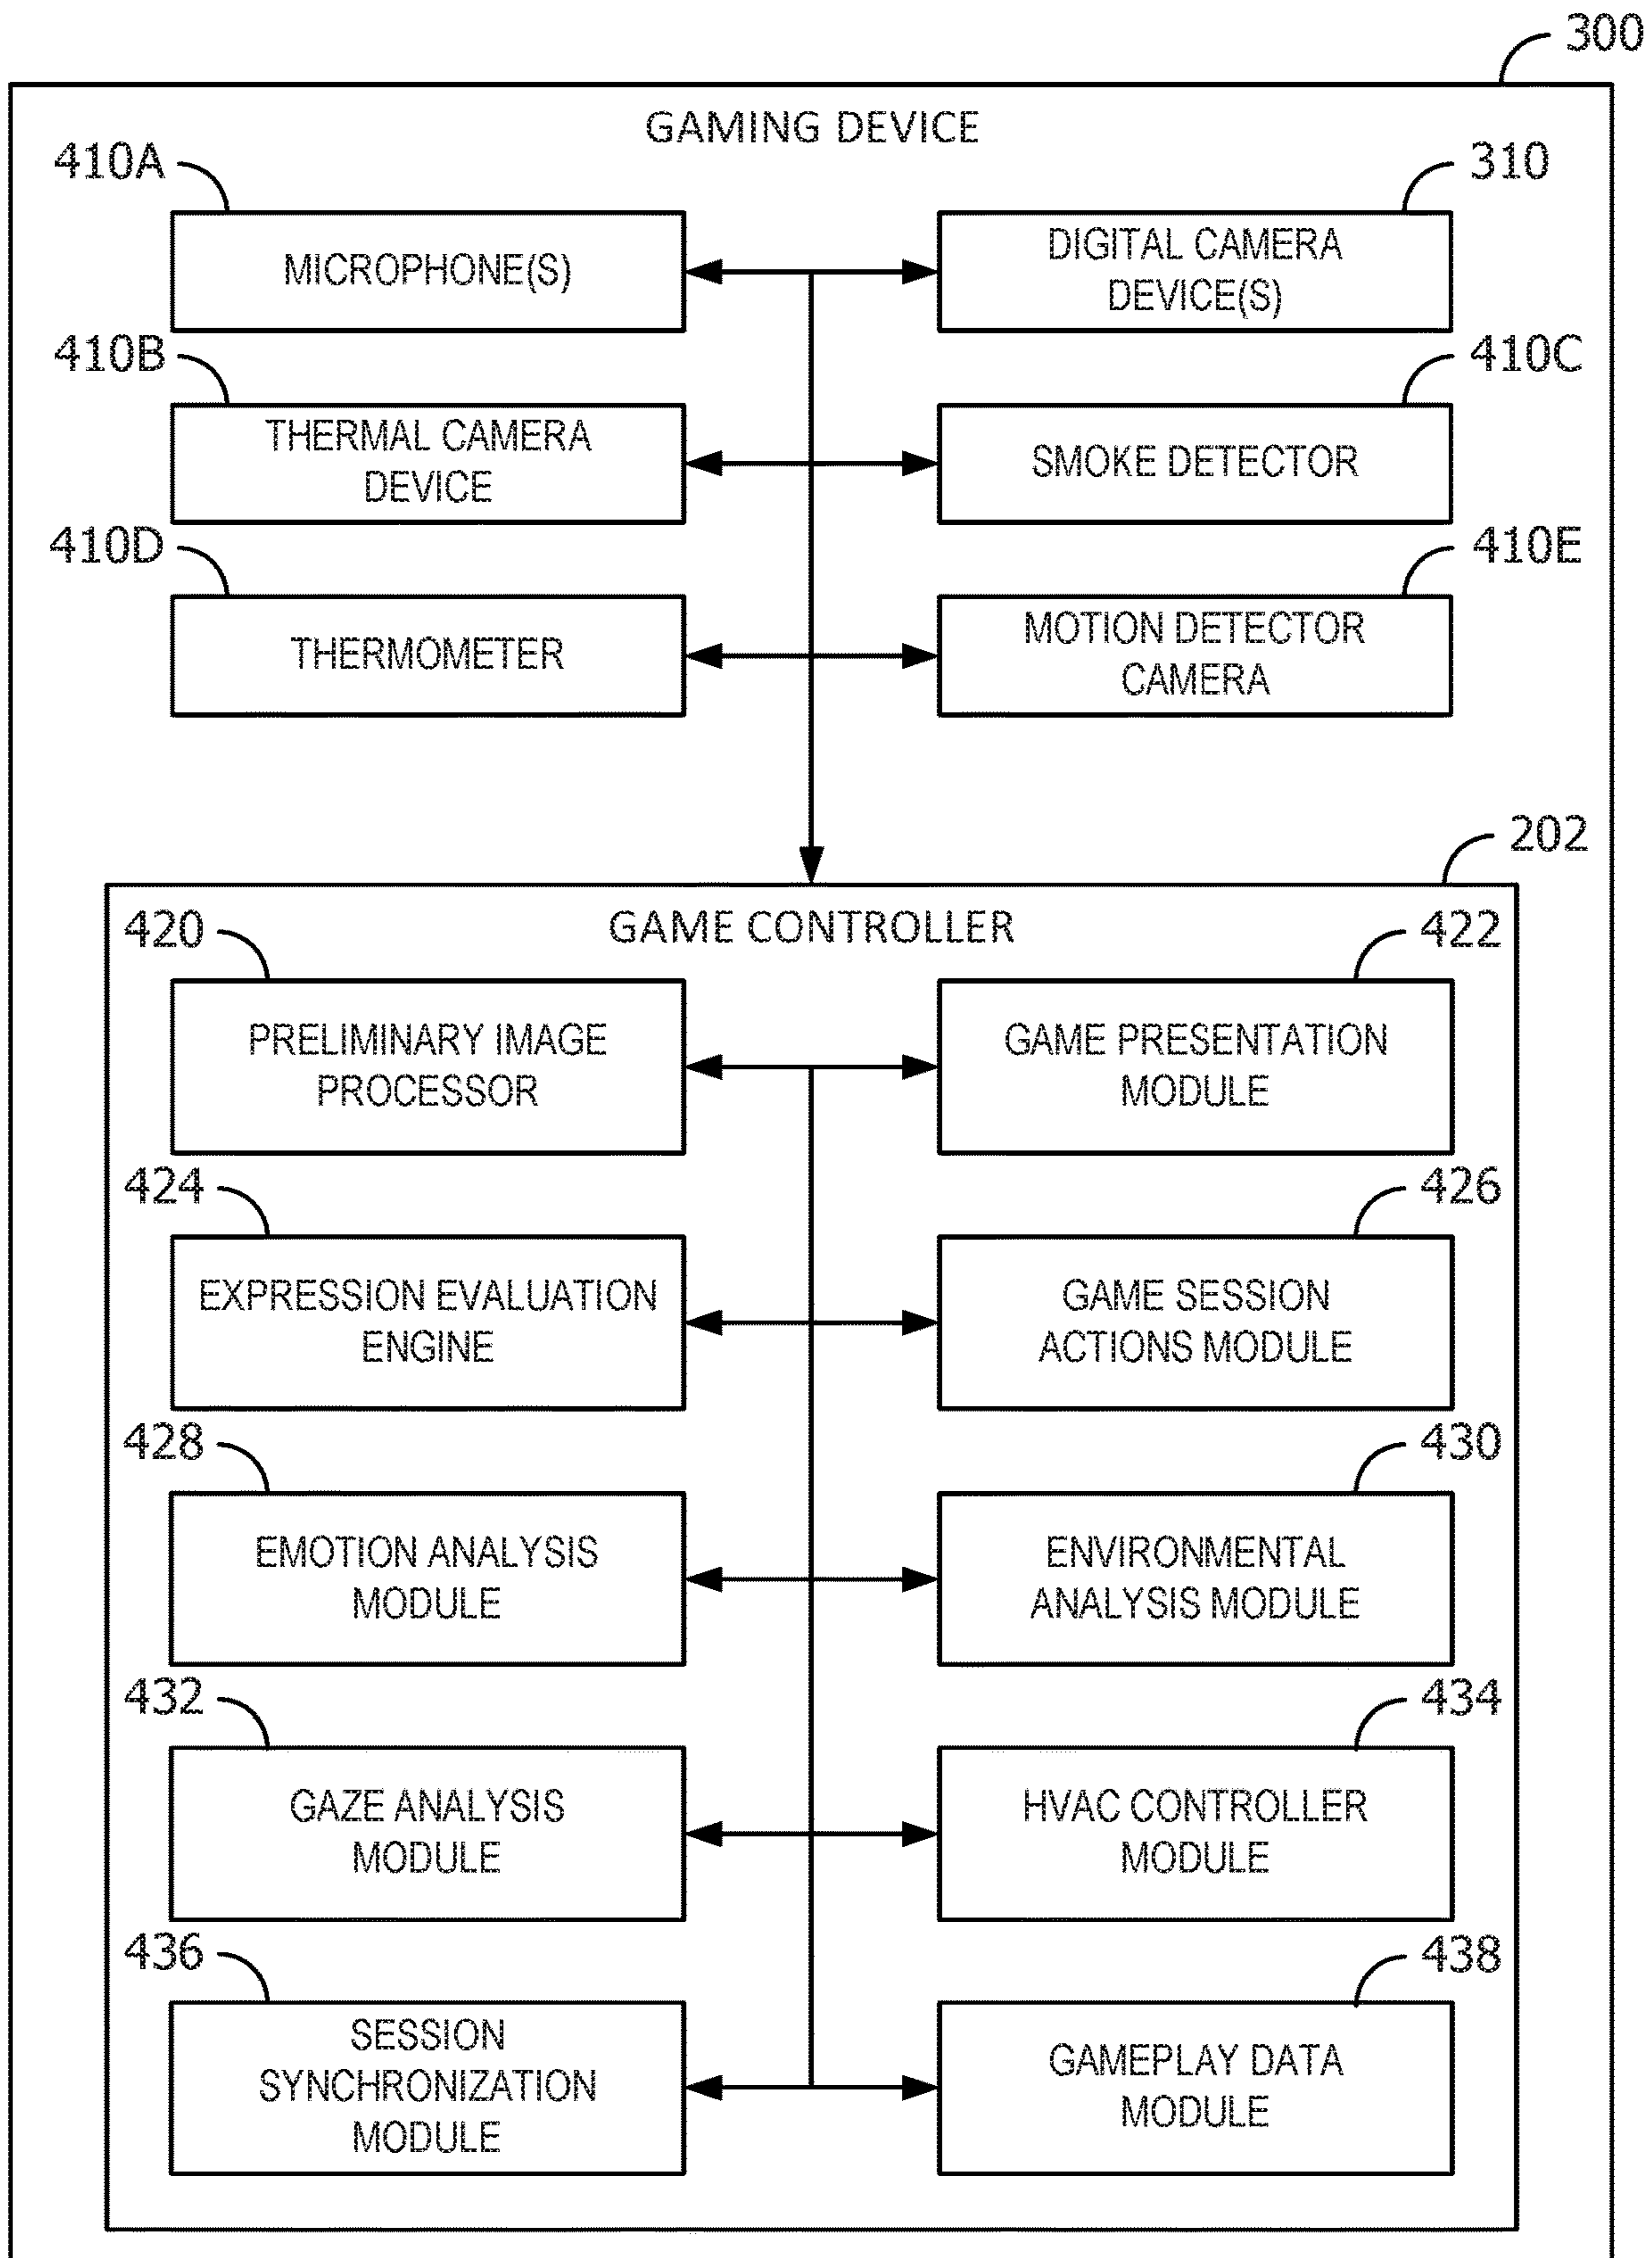 300
GAMING DEVICE
410A
310
MICROPHONE(S)
DIGITAL CAMERA
DEVICE(S)
410B
410C
THERMAL CAMERA
DEVICE
SMOKE DETECTOR
410D
410E
THERMOMETER
MOTION DETECTOR
CAMERA
202
GAME CONTROLLER
420
422
PRELIMINARY IMAGE
PROCESSOR
GAME PRESENTATION
MODULE
424
426
EXPRESSION EVALUATION
ENGINE
GAME SESSION
ACTIONS MODULE
428
430
EMOTION ANALYSIS
MODULE
ENVIRONMENTAL
ANALYSIS MODULE
432
434
GAZE ANALYSIS
MODULE
HVAC CONTROLLER
MODULE
436
438
SESSION
SYNCHRONIZATION
MODULE
GAMEPLAY DATA
MODULE